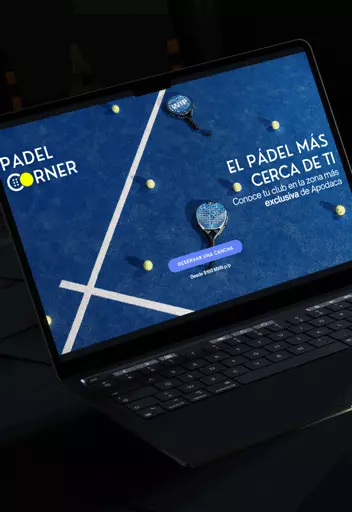 PADEL
CORNER
EL PÁDEL MÁS
CERCA DE TI
Conoce tu club en la zona más
exclusiva de Apodaca
RESERVAR UNA CANCHA